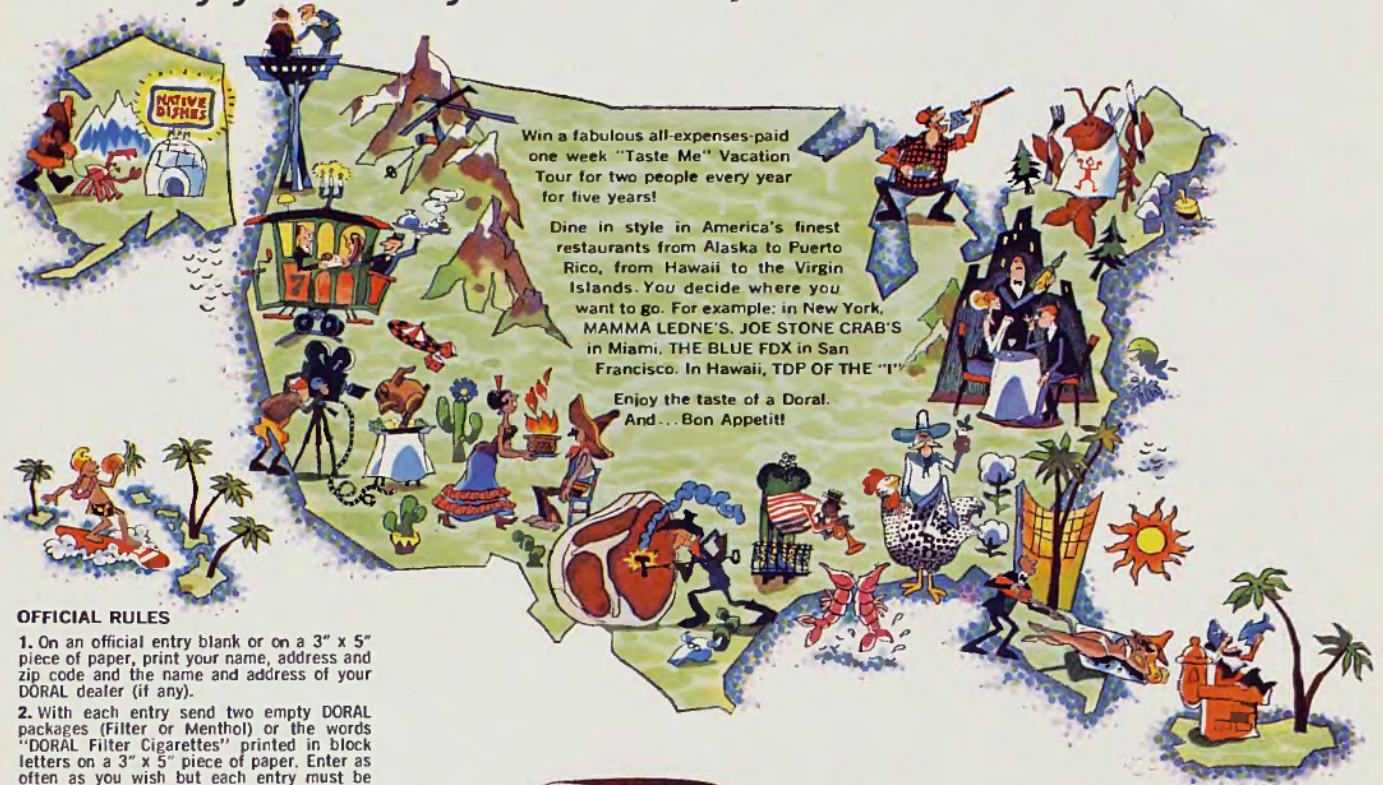 NATIVE
DISHES
Win a fabulous all-expenses-paid
one week "Taste Me" Vacation
Tour for two people every year
for five years!
Dine in style in America's finest
restaurants from Alaska to Puerto
Rico, from Hawaii to the Virgin
Islands. You decide where you
want to go. For example: in New York,
MAMMA LEDNE'S. JOE STONE CRAB'S
in Miami. THE BLUE FDX in San
Francisco. In Hawaii, TDP OF THE "I"
Enjoy the taste of a Doral.
And... Bon Appetit!
7
OFFICIAL RULES
1. On an official entry blank or on a 3" x 5"
piece of paper, print your name, address and
zip code and the name and address of your
DORAL dealer (if any).
2. With each entry send two empty DORAL
packages (Filter or Menthol) or the words
"DORAL Filter Cigarettes" printed in block
letters on a 3" x 5" piece of paper. Enter as
often as you wish but each entry must be